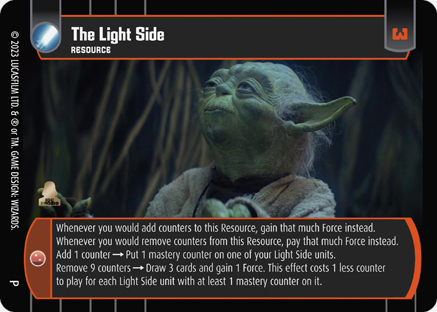 The Light Side
RESOURCE
3
© 2023 LUCASFILM LTD. & ® or TM. GAME DESIGN: WIZARDS.
P
Whenever you would add counters to this Resource, gain that much Force instead.
Whenever you would remove counters from this Resource, pay that much Force instead.
Add 1 counter → Put 1 mastery counter on one of your Light Side units.
Remove 9 counters → Draw 3 cards and gain 1 Force. This effect costs 1 less counter
to play for each Light Side unit with at least 1 mastery counter on it.